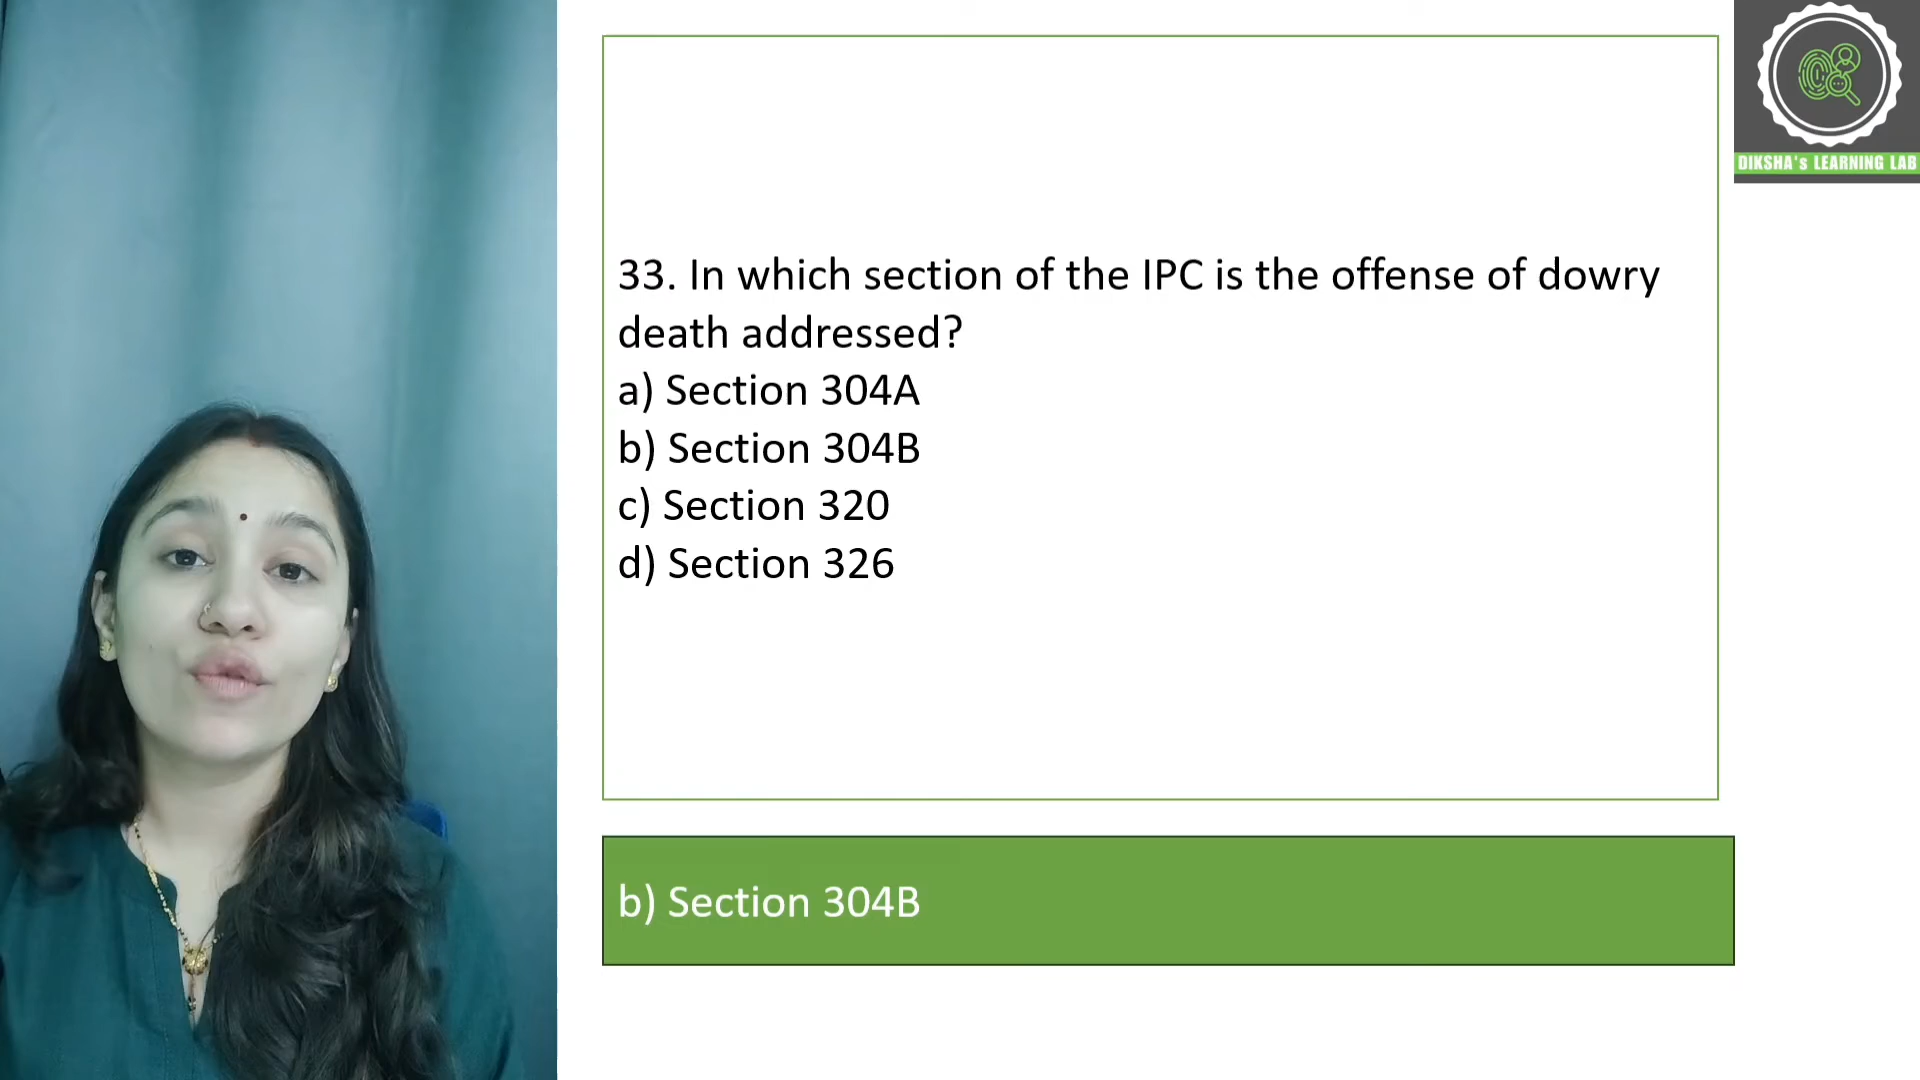 33. In which section of the IPC is the offense of dowry
death addressed?
a) Section 304A
b) Section 304B
c) Section 320
d) Section 326
b) Section 304B
DIKSHA's LEARNING LAB